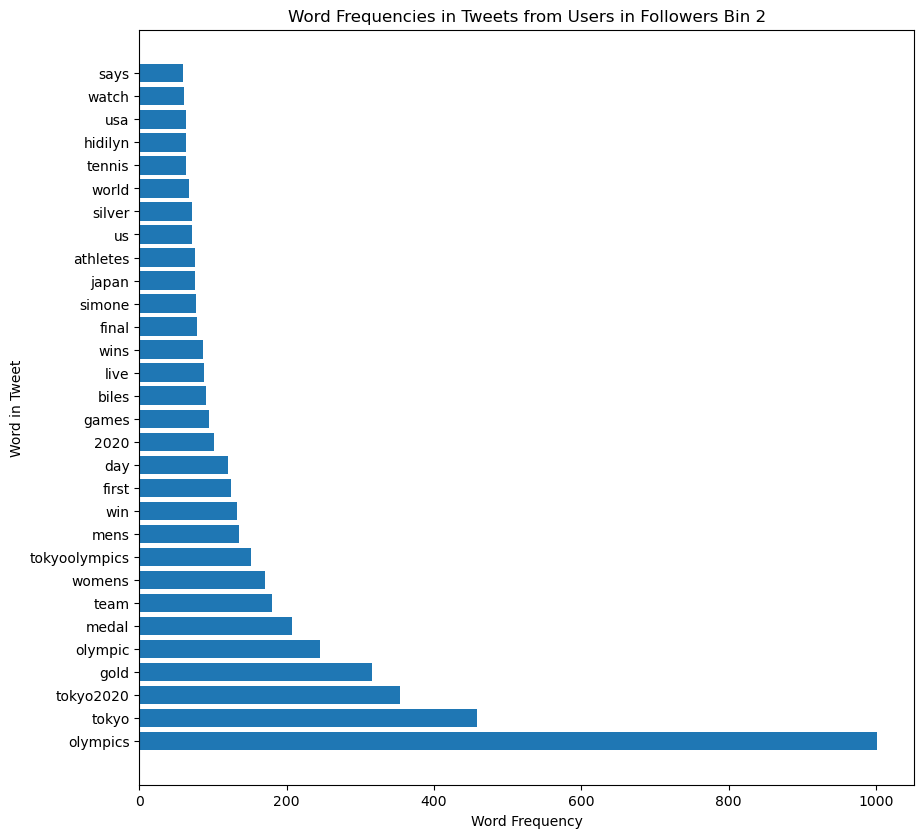 Word Frequencies in Tweets from Users in Followers Bin 2
says
watch
usa
hidilyn
tennis
world
silver
us
athletes
japan
simone
final
wins
live
biles
games
2020
day
first
win
mens
tokyoolympics
womens
team
medal
olympic
gold
tokyo2020
tokyo
olympics
Word in Tweet
0 200 400 600 800 1000
Word Frequency